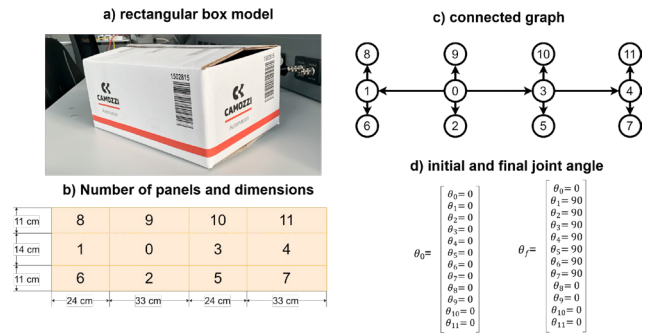 a) rectangular box model
1502815
CAMOZZI
Automation
b) Number of panels and dimensions
11 cm
14 cm
11 cm
8 9 10 11
1 0 3 4
6 2 5 7
24 cm 33 cm 24 cm 33 cm
c) connected graph
8 9 10 11
1 0 3 4
6 2 5 7
d) initial and final joint angle
θ₀=
θ₀= 0
θ₁= 0
θ₂= 0
θ₃= 0
θ₄= 0
θ₅= 0
θ₆= 0
θ₇= 0
θ₈= 0
θ₉= 0
θ₁₀= 0
θ₁₁= 0
θf=
θ₀= 0
θ₁= 90
θ₂= 90
θ₃= 90
θ₄= 90
θ₅= 90
θ₆= 90
θ₇= 90
θ₈= 0
θ₉= 0
θ₁₀= 0
θ₁₁= 0